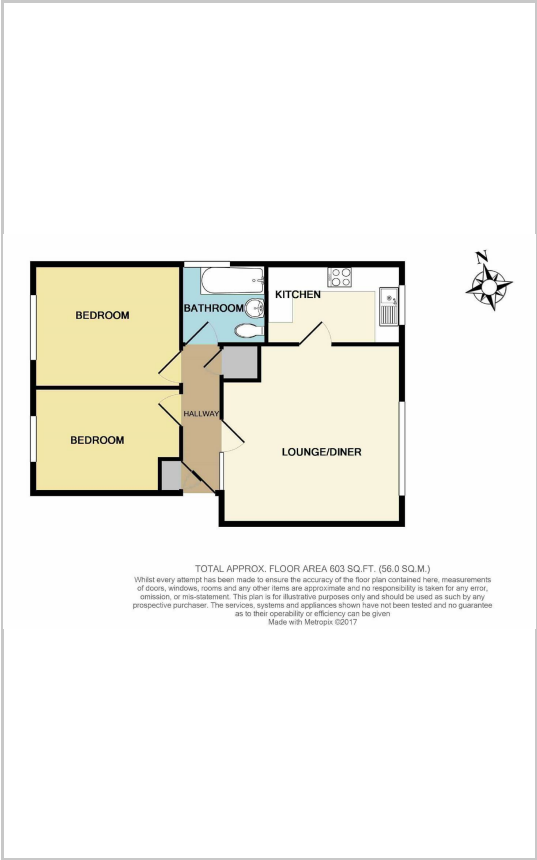 N
BATHROOM
KITCHEN
BEDROOM
HALLWAY
BEDROOM
LOUNGE/DINER
TOTAL APPROX. FLOOR AREA 603 SQ.FT. (56.0 SQ.M.)
Whilst every attempt has been made to ensure the accuracy of the floor plan contained here, measurements
of doors, windows, rooms and any other items are approximate and no responsibility is taken for any error,
omission, or mis-statement. This plan is for illustrative purposes only and should be used as such by any
prospective purchaser. The services, systems and appliances shown have not been tested and no guarantee
as to their operability or efficiency can be given
Made with Metropix ©2017